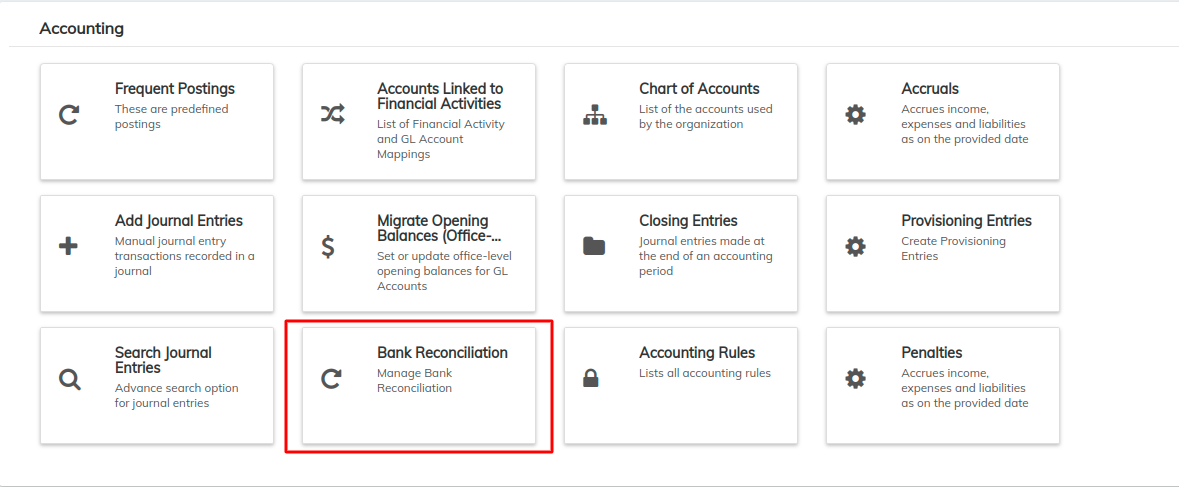 Accounting
Frequent Postings
These are predefined
postings
Accounts Linked to
Financial Activities
List of Financial Activity
and GL Account
Mappings
Chart of Accounts
List of the accounts used
by the organization
Accruals
Accrues income,
expenses and liabilities
as on the provided date
Add Journal Entries
Manual journal entry
transactions recorded in a
journal
Migrate Opening
Balances (Office-...
Set or update office-level
opening balances for GL
Accounts
Closing Entries
Journal entries made at
the end of an accounting
period
Provisioning Entries
Create Provisioning
Entries
Search Journal
Entries
Advance search option
for journal entries
Bank Reconciliation
Manage Bank
Reconciliation
Accounting Rules
Lists all accounting rules
Penalties
Accrues income,
expenses and liabilities
as on the provided date